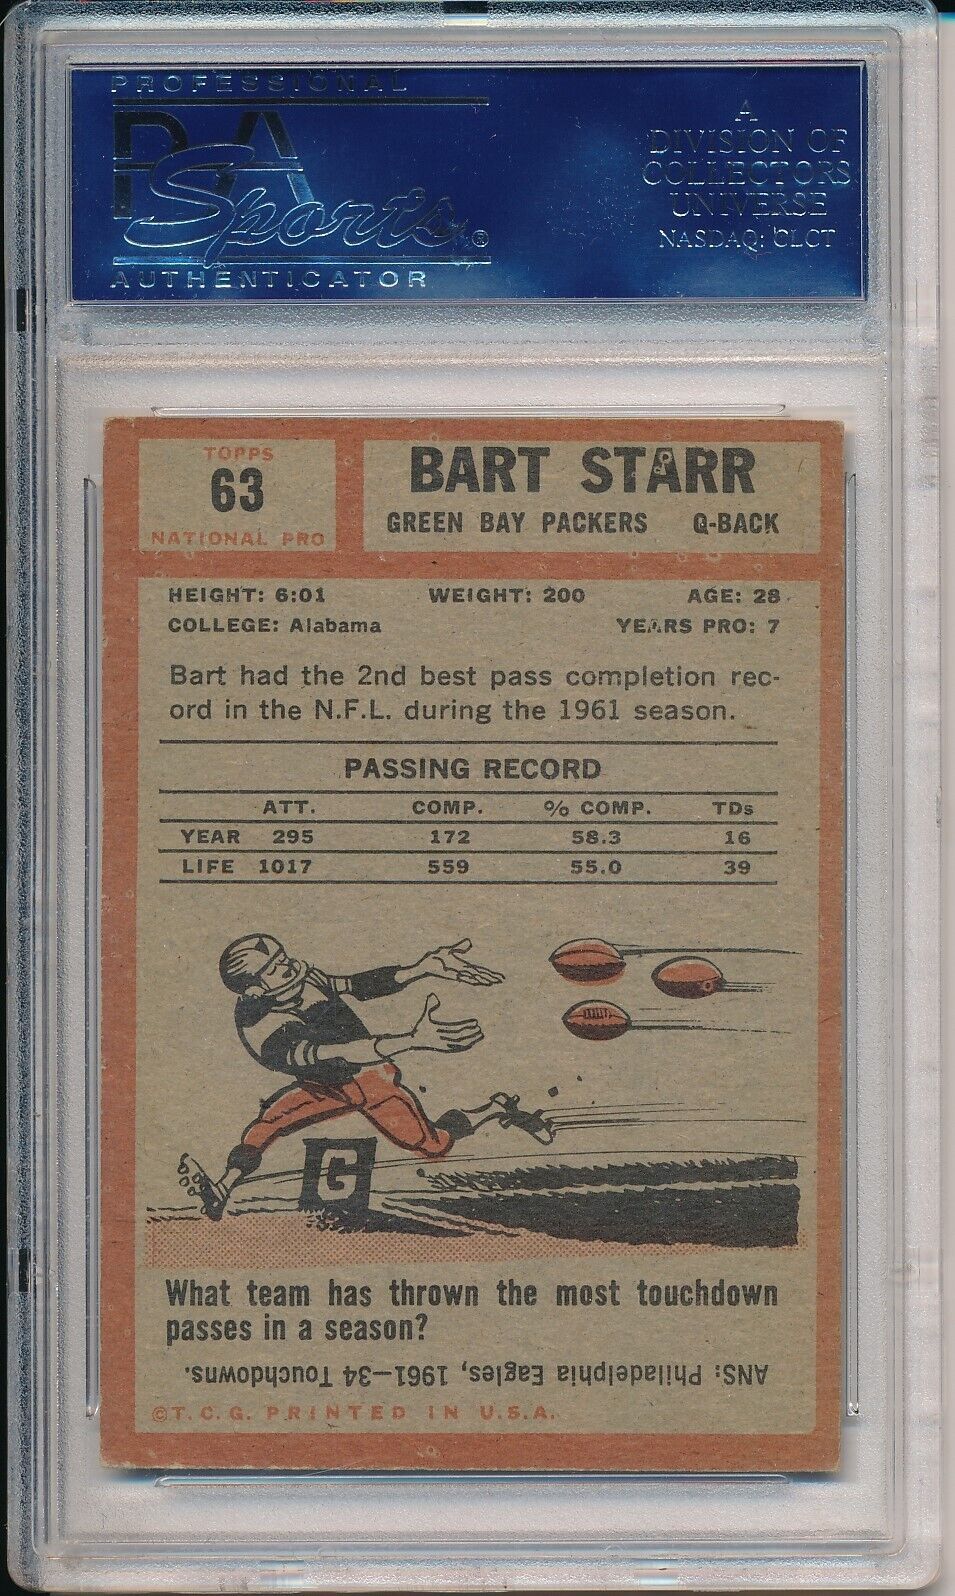 PROFESSIONAL
PSA
Sports®
AUTHENTICATOR
A
DIVISION OF
COLLECTORS
UNIVERSE
NASDAQ: CLCT
TOPPS
63
NATIONAL PRO
BART STARR
GREEN BAY PACKERS Q-BACK
HEIGHT: 6:01 WEIGHT: 200 AGE: 28
COLLEGE: Alabama YEARS PRO: 7
Bart had the 2nd best pass completion rec-
ord in the N.F.L. during the 1961 season.
PASSING RECORD
ATT. COMP. % COMP. TDs
YEAR 295 172 58.3 16
LIFE 1017 559 55.0 39
G
What team has thrown the most touchdown
passes in a season?
ANS: Philadelphia Eagles, 1961—34 Touchdowns.
©T.C.G. PRINTED IN U.S.A.